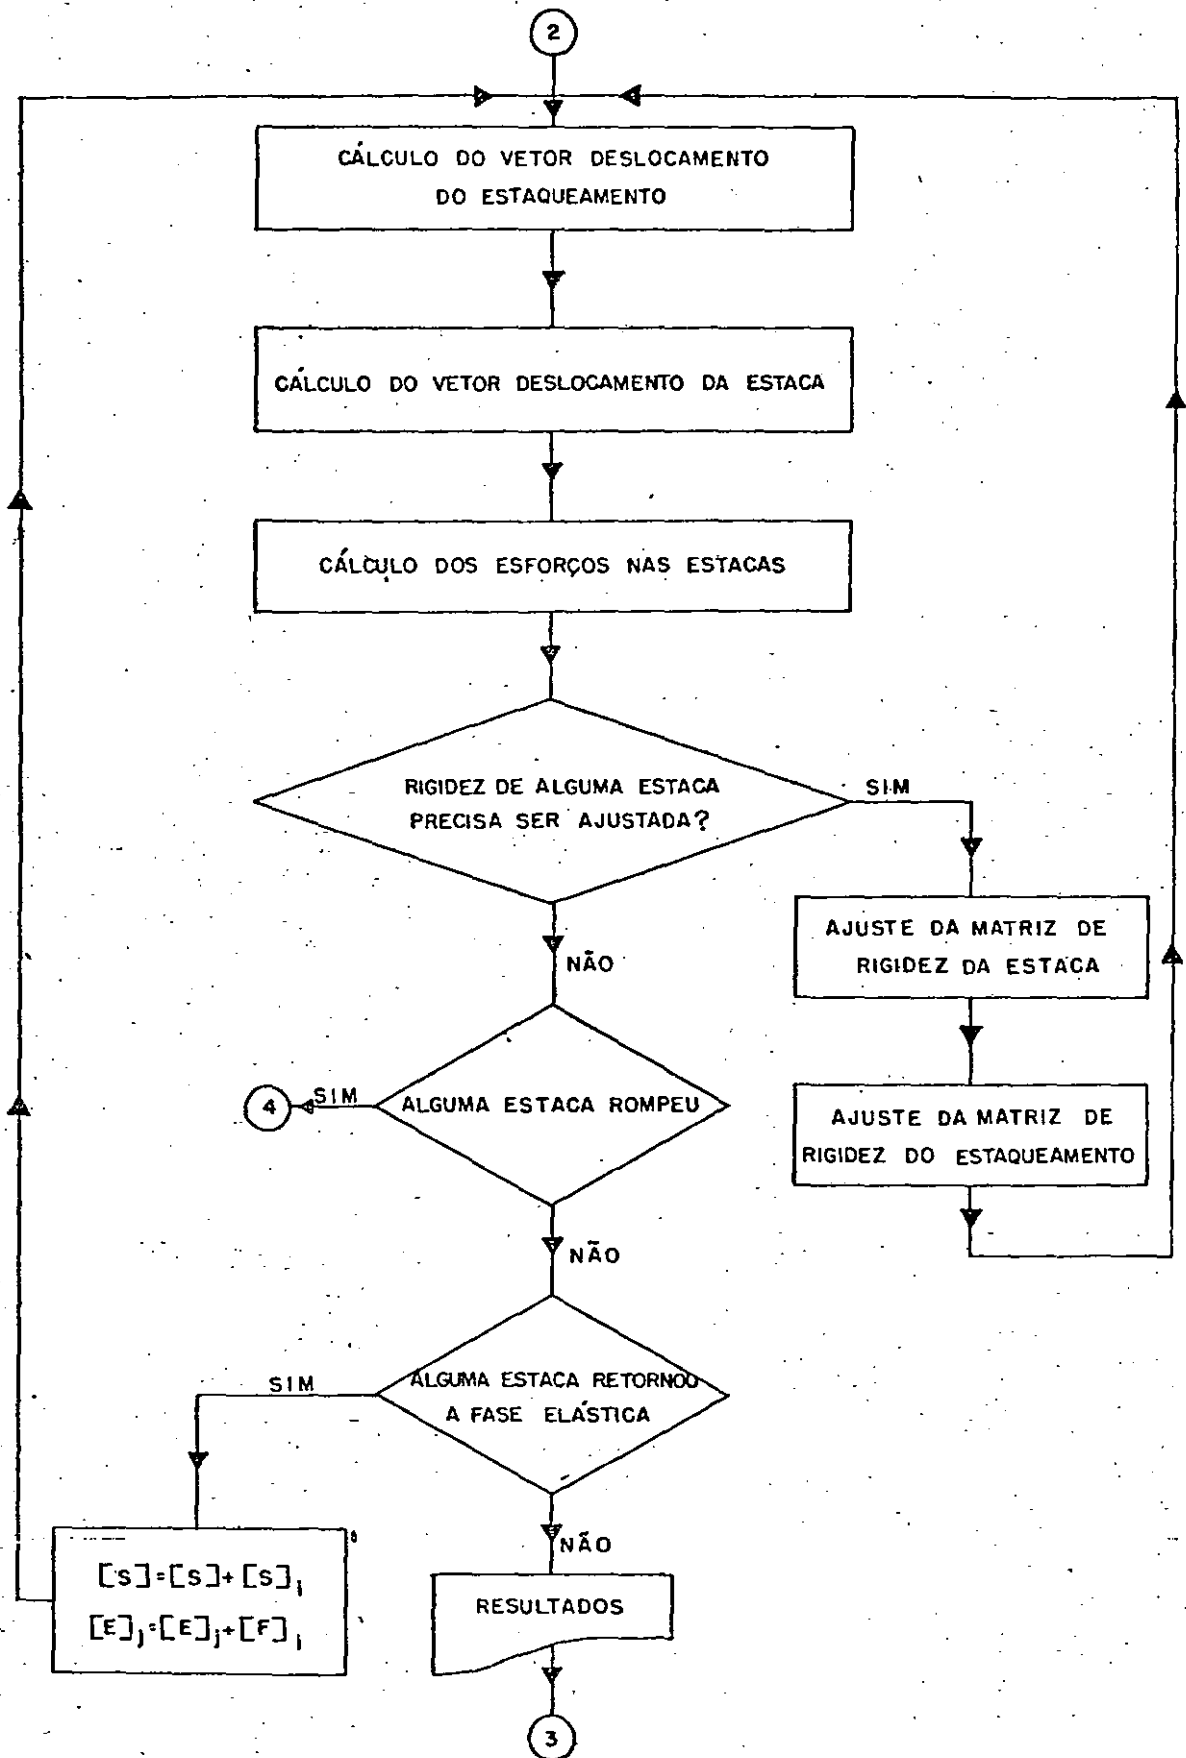 2
CÁLCULO DO VETOR DESLOCAMENTO
DO ESTAQUEAMENTO
CÁLCULO DO VETOR DESLOCAMENTO DA ESTACA
CÁLCULO DOS ESFORÇOS NAS ESTACAS
RIGIDEZ DE ALGUMA ESTACA
PRECISA SER AJUSTADA?
SIM
AJUSTE DA MATRIZ DE
RIGIDEZ DA ESTACA
NÃO
AJUSTE DA MATRIZ DE
RIGIDEZ DO ESTAQUEAMENTO
ALGUMA ESTACA ROMPEU
SIM
4
NÃO
ALGUMA ESTACA RETORNOU
A FASE ELÁSTICA
SIM
[S]=[S]+[S]i
[E]j=[E]j+[F]i
NÃO
RESULTADOS
3